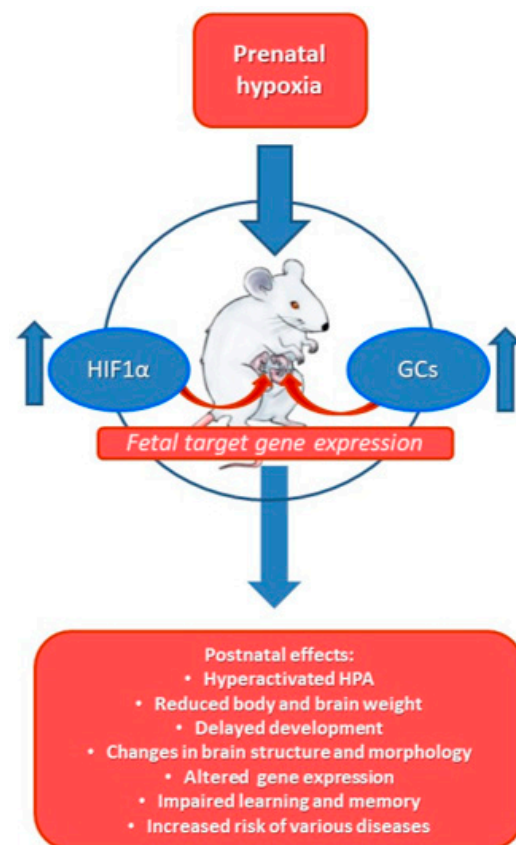 Prenatal
hypoxia
HIF1α
GCs
Fetal target gene expression
Postnatal effects:
• Hyperactivated HPA
• Reduced body and brain weight
• Delayed development
• Changes in brain structure and morphology
• Altered gene expression
• Impaired learning and memory
• Increased risk of various diseases